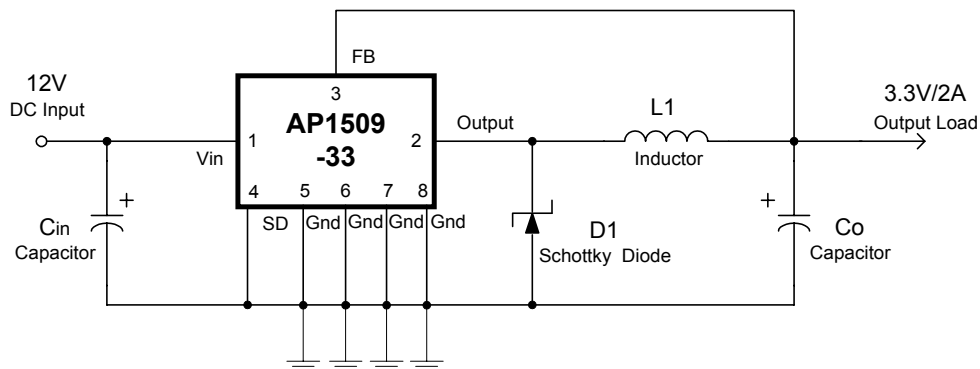 FB
12V
DC Input
3
AP1509
-33
1
2
Vin
Output
L1
Inductor
3.3V/2A
Output Load
4
5
6
7
8
SD
Gnd
Gnd
Gnd
Gnd
+
Cin
Capacitor
D1
Schottky Diode
+
Co
Capacitor